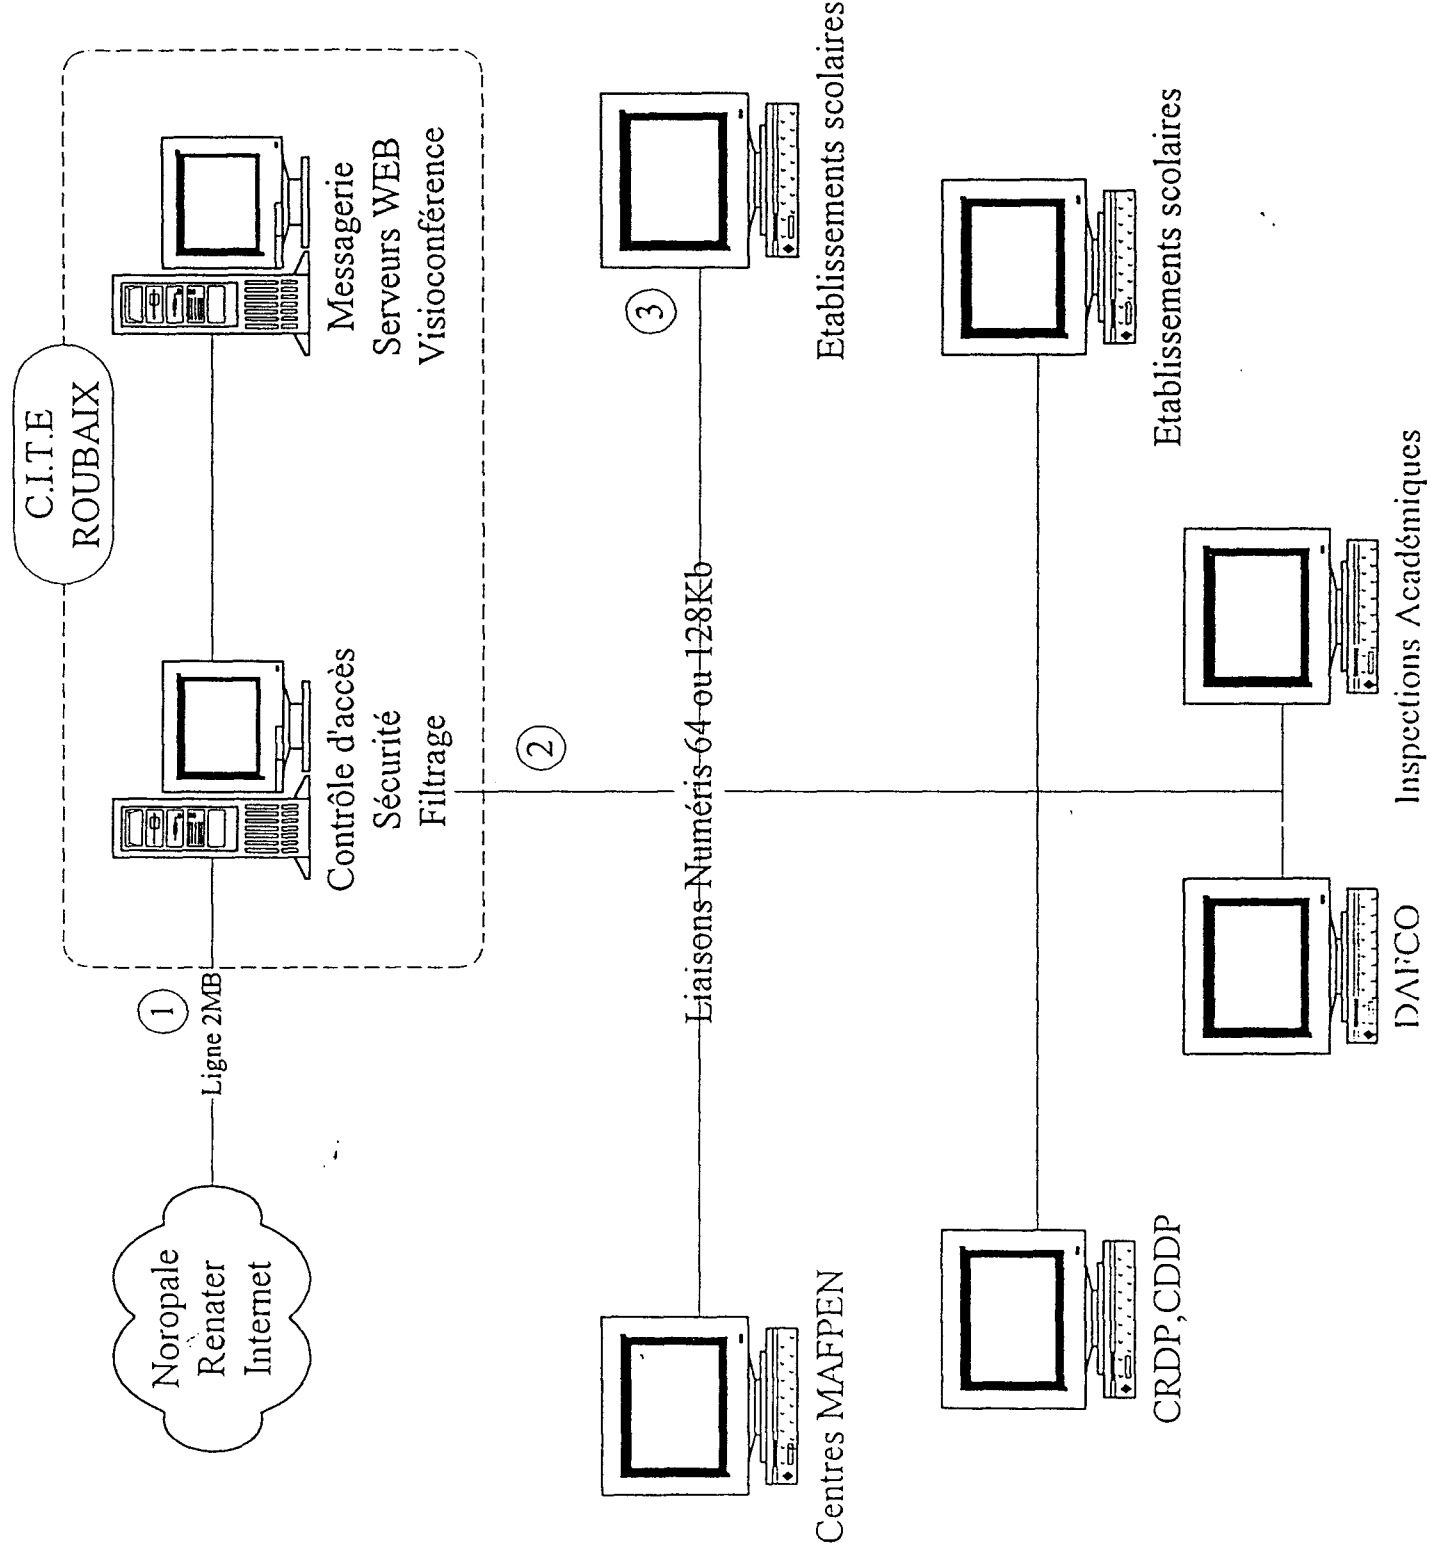 C.I.T.E
ROUBAIX
Noropale
Renater
Internet
1
Ligne 2MB
Contrôle d'accès
Sécurité
Filtrage
Messagerie
Serveurs WEB
Visioconférence
2
3
Liaisons Numéris 64 ou 128Kb
Centres MAFPEN
Etablissements scolaires
CRDP,CDDP
Etablissements scolaires
DAFCO
Inspections Académiques